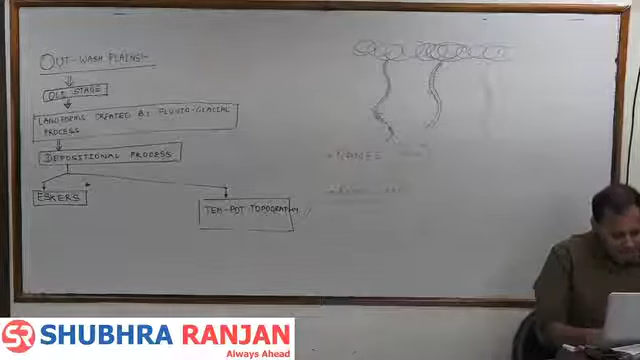 OUT-WASH PLAINS:-
OLD STAGE
LANDFORMS CREATED BY FLUVIO-GLACIAL
PROCESS
DEPOSITIONAL PROCESS
ESKERS
TEA-POT TOPOGRAPHY
SR SHUBHRA RANJAN
Always Ahead